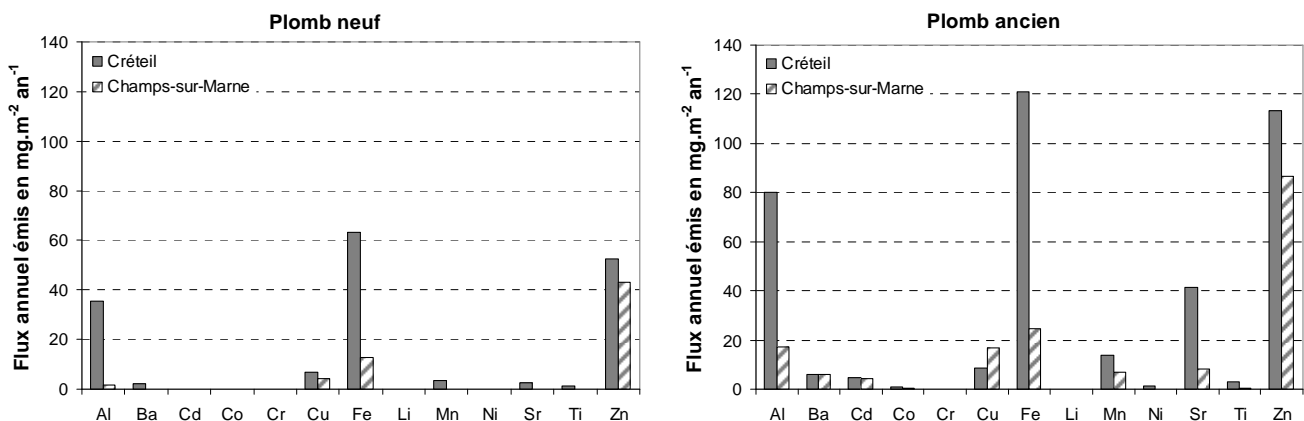 Plomb neuf
Flux annuel émis en mg.m⁻² an⁻¹
140
120
100
80
60
40
20
0
Créteil
Champs-sur-Marne
Al Ba Cd Co Cr Cu Fe Li Mn Ni Sr Ti Zn
Plomb ancien
Flux annuel émis en mg.m⁻² an⁻¹
140
120
100
80
60
40
20
0
Créteil
Champs-sur-Marne
Al Ba Cd Co Cr Cu Fe Li Mn Ni Sr Ti Zn